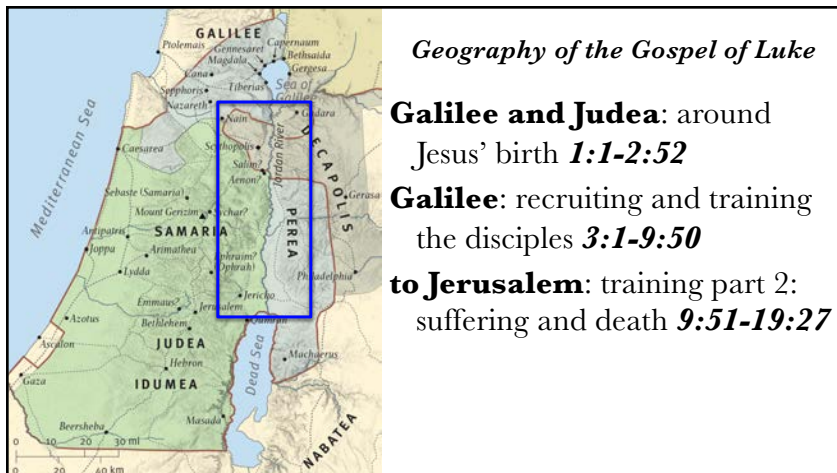 GALILEE
Ptolemais
Capernaum
Gennesaret
Bethsaida
Magdala
Gergesa
Cana
Sepphoris
Tiberias
Sea of
Galilee
Nazareth
Nain
Gadara
Mediterranean Sea
Caesarea
Scythopolis
Salim?
Aenon?
Jordan River
DECAPOLIS
Sebaste (Samaria)
Mount Gerizim
Sychar?
Gerasa
SAMARIA
PEREA
Antipatris
Joppa
Arimathea
Ephraim?
(Ophrah)
Lydda
Philadelphia
Jericho
Emmaus?
Jerusalem
Azotus
Bethlehem
Qumran
Ascalon
JUDEA
Machaerus
Hebron
Dead Sea
Gaza
IDUMEA
Masada
Beersheba
NABATEA
0 10 20 30 mi
0 20 40 km
Geography of the Gospel of Luke
Galilee and Judea: around
Jesus’ birth 1:1-2:52
Galilee: recruiting and training
the disciples 3:1-9:50
to Jerusalem: training part 2:
suffering and death 9:51-19:27